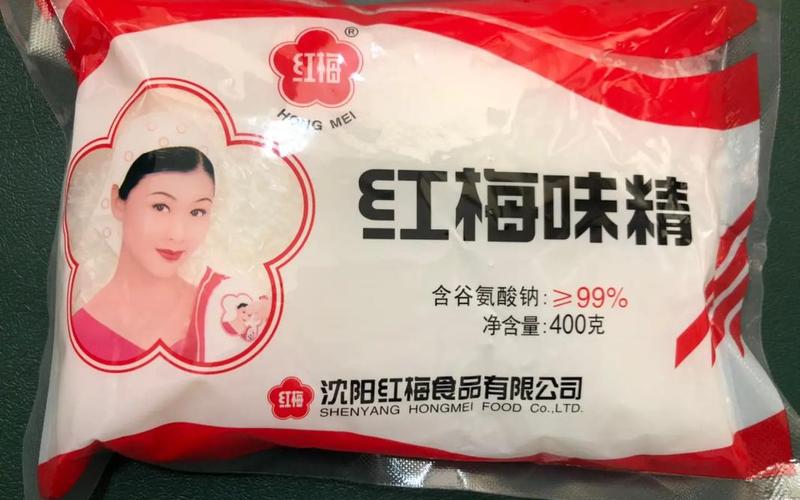 红梅®
HONG MEI
红梅味精
含谷氨酸钠:≥99%
净含量:400克
红梅 沈阳红梅食品有限公司
SHENYANG HONGMEI FOOD Co.,LTD.